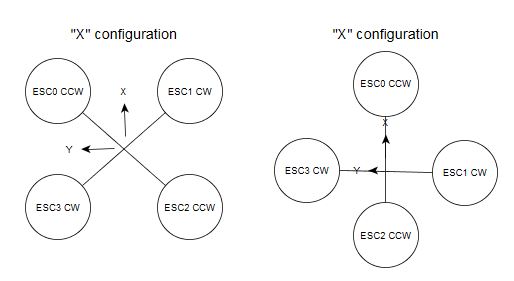 "X" configuration
ESC0 CCW
X
ESC1 CW
Y
ESC3 CW
ESC2 CCW
"X" configuration
ESC0 CCW
X
ESC3 CW
Y
ESC1 CW
ESC2 CCW